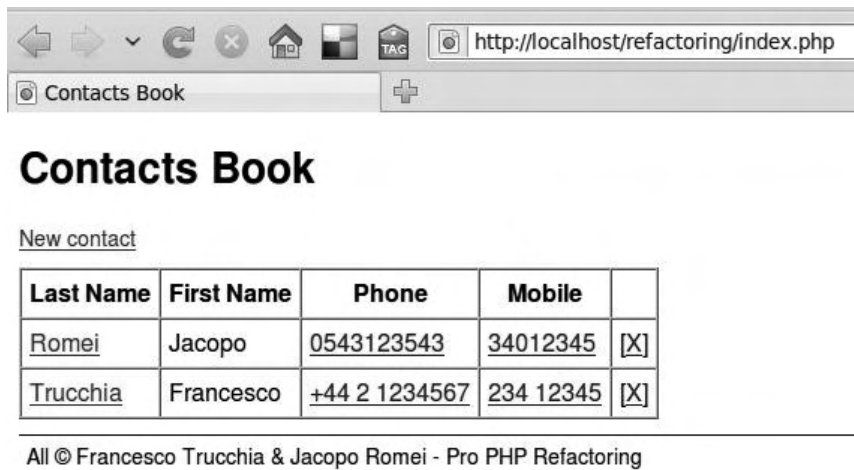 TAG
http://localhost/refactoring/index.php
Contacts Book
Contacts Book
New contact
Last Name First Name Phone Mobile
Romei Jacopo 0543123543 34012345 [X]
Trucchia Francesco +44 2 1234567 234 12345 [X]
All © Francesco Trucchia & Jacopo Romei - Pro PHP Refactoring